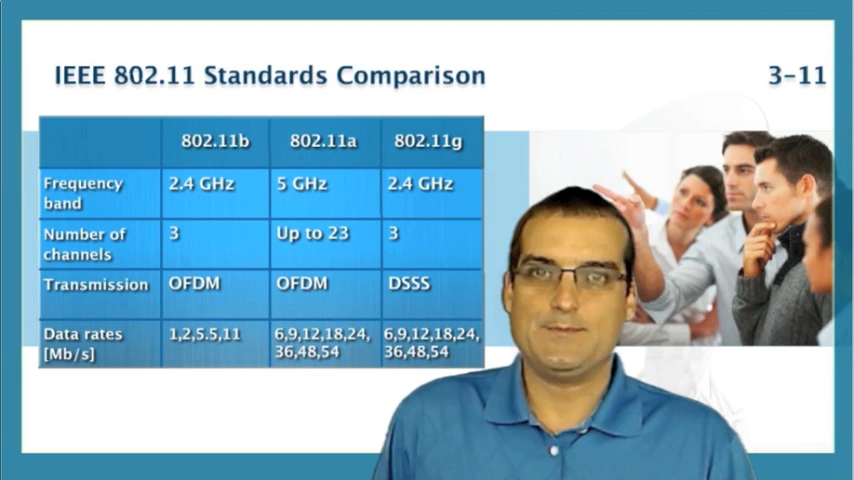 IEEE 802.11 Standards Comparison
3-11
802.11b 802.11a 802.11g
Frequency band 2.4 GHz 5 GHz 2.4 GHz
Number of channels 3 Up to 23 3
Transmission OFDM OFDM DSSS
Data rates [Mb/s] 1,2,5.5,11 6,9,12,18,24, 36,48,54 6,9,12,18,24, 36,48,54